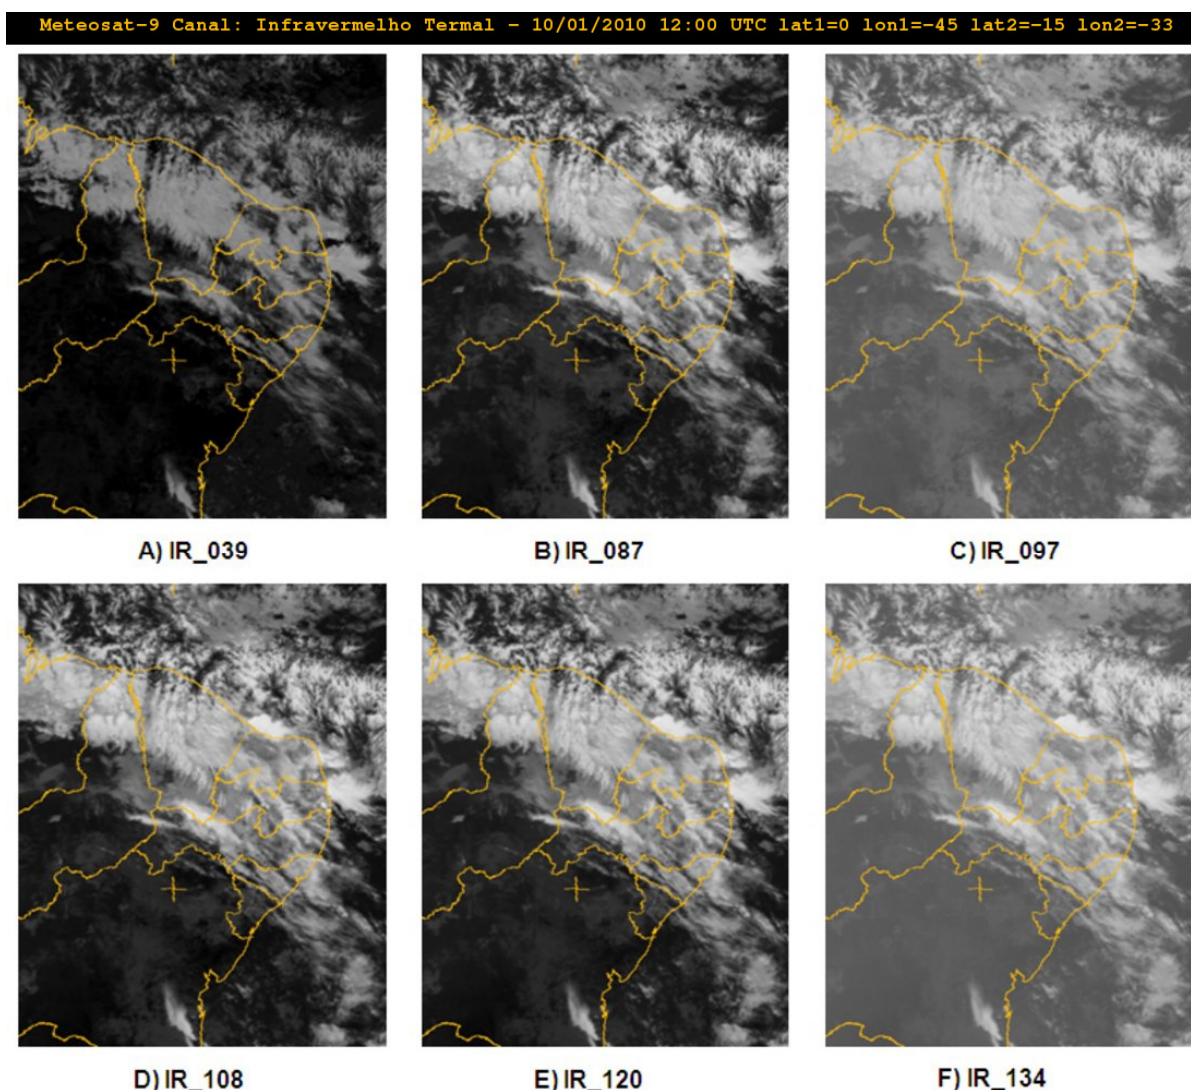 Meteosat-9 Canal: Infravermelho Termal - 10/01/2010 12:00 UTC lat1=0 lon1=-45 lat2=-15 lon2=-33
A) IR_039
B) IR_087
C) IR_097
D) IR_108
E) IR_120
F) IR_134